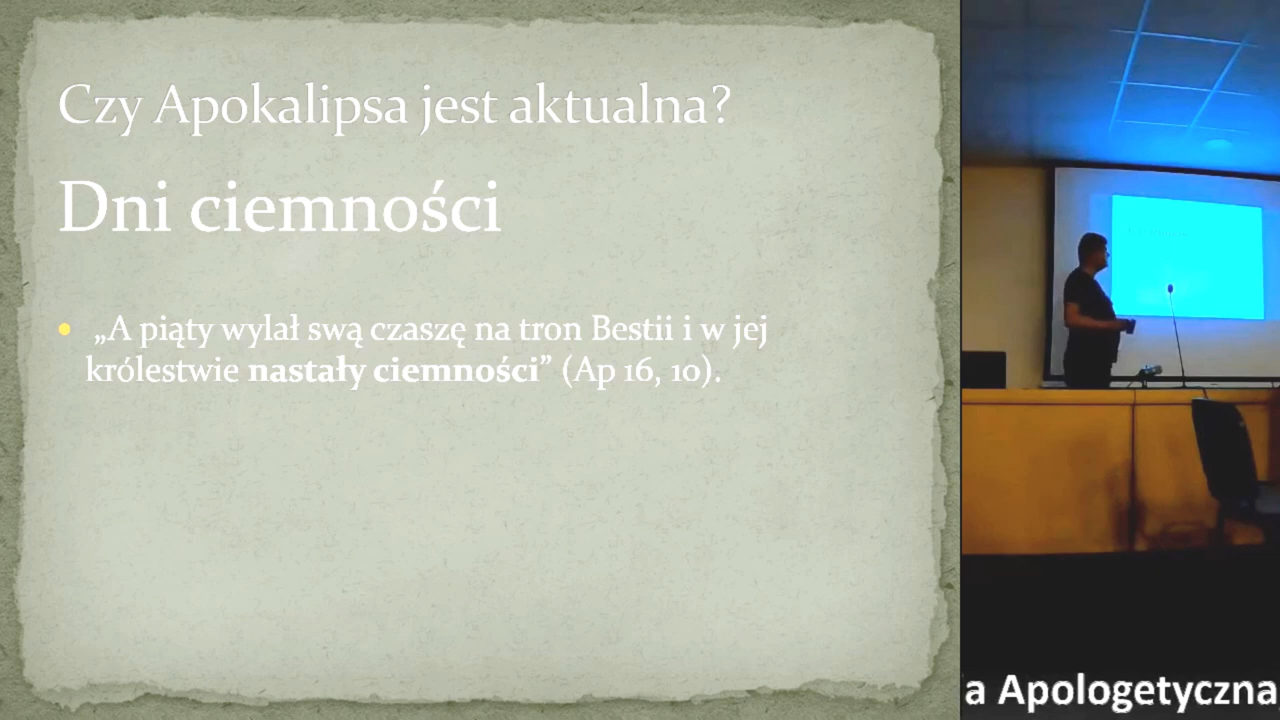 Czy Apokalipsa jest aktualna?
Dni ciemności
• „A piąty wylał swą czaszę na tron Bestii i w jej
królestwie nastały ciemności” (Ap 16, 10).
a Apologetyczna